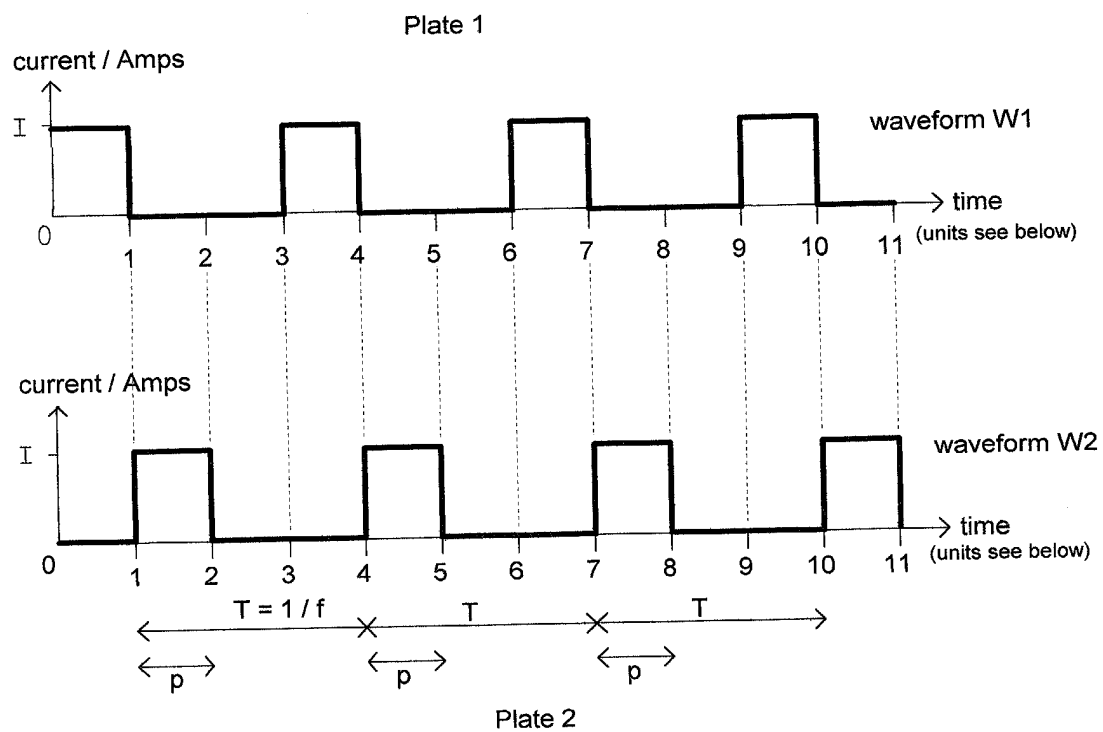 Plate 1
current / Amps
I
waveform W1
time
(units see below)
0 1 2 3 4 5 6 7 8 9 10 11
current / Amps
I
waveform W2
time
(units see below)
0 1 2 3 4 5 6 7 8 9 10 11
T = 1 / f T T
p p p
Plate 2